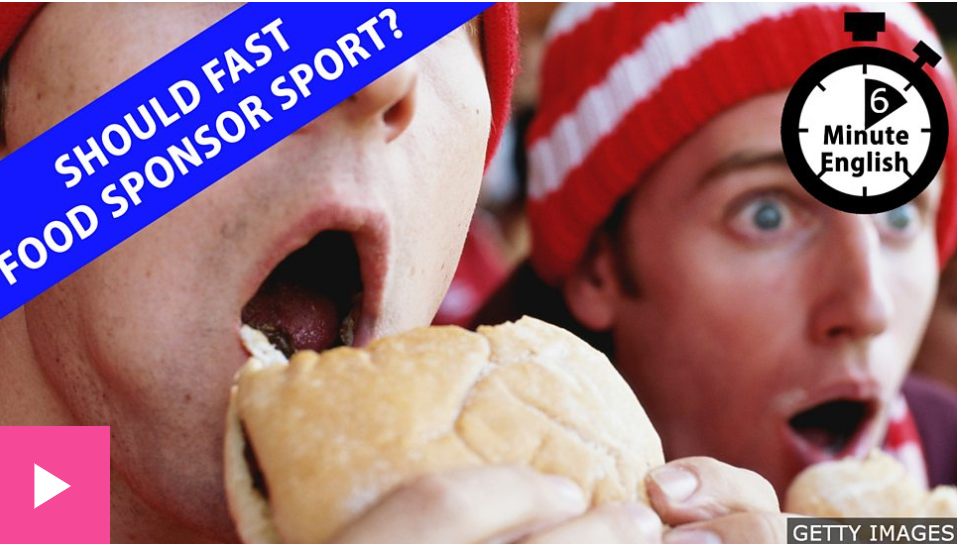 SHOULD FAST
FOOD SPONSOR SPORT?
6
Minute
English
GETTY IMAGES